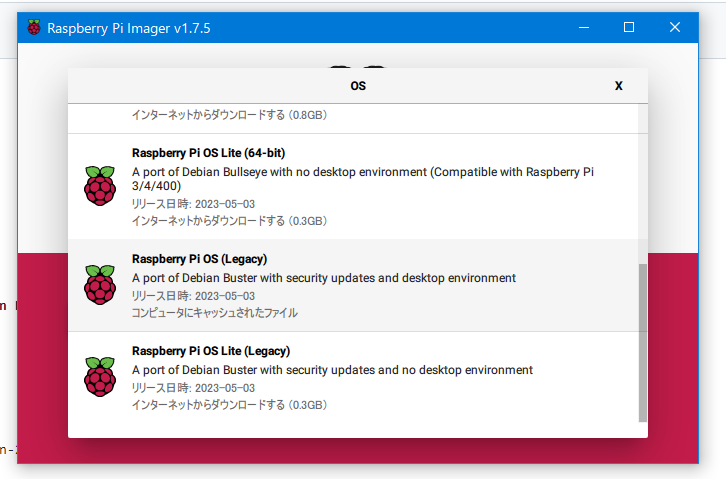 Raspberry Pi Imager v1.7.5
OS
X
インターネットからダウンロードする (0.8GB)
Raspberry Pi OS Lite (64-bit)
A port of Debian Bullseye with no desktop environment (Compatible with Raspberry Pi
3/4/400)
リリース日時: 2023-05-03
インターネットからダウンロードする (0.3GB)
Raspberry Pi OS (Legacy)
A port of Debian Buster with security updates and desktop environment
リリース日時: 2023-05-03
コンピュータにキャッシュされたファイル
Raspberry Pi OS Lite (Legacy)
A port of Debian Buster with security updates and no desktop environment
リリース日時: 2023-05-03
インターネットからダウンロードする (0.3GB)